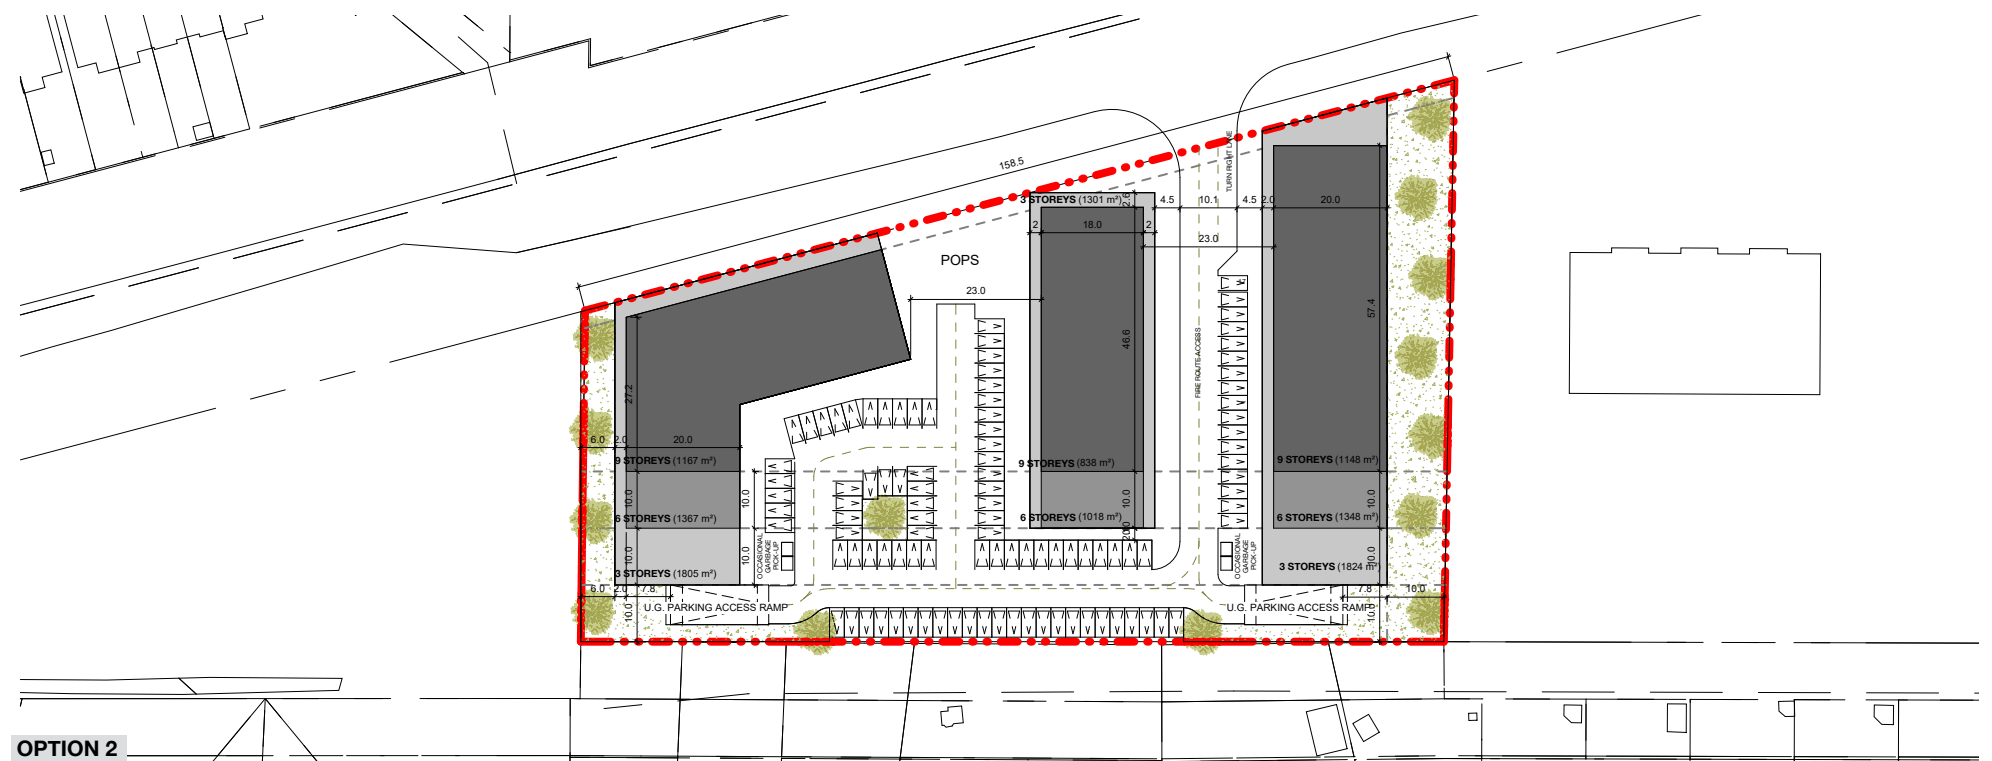 158.5
TURN RIGHT LANE
3 STOREYS (1301 m²)
2.6
4.5
10.1
4.5
2.0
20.0
2
18.0
2
23.0
POPS
23.0
57.4
46.6
FIRE ROUTE ACCESS
27.2
6.0
2.0
20.0
9 STOREYS (1167 m²)
9 STOREYS (838 m²)
9 STOREYS (1148 m²)
10.0
10.0
10.0
10.0
6 STOREYS (1367 m²)
6 STOREYS (1018 m²)
6 STOREYS (1348 m²)
10.0
10.0
OCCASIONAL
GARBAGE
PICK-UP
OCCASIONAL
GARBAGE
PICK-UP
10.0
3 STOREYS (1805 m²)
3 STOREYS (1824 m²)
6.0
2.0
7.8
7.8
10.0
U.G. PARKING ACCESS RAMP
U.G. PARKING ACCESS RAMP
10.0
10.0
OPTION 2